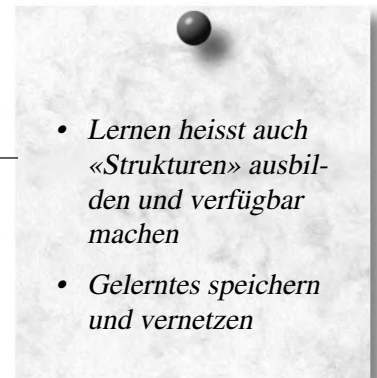 • Lernen heisst auch
«Strukturen» ausbil-
den und verfügbar
machen
• Gelerntes speichern
und vernetzen